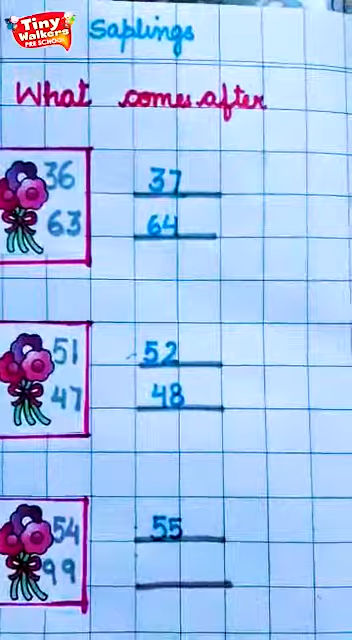 Tiny
Walkers
PRE SCHOOL
Saplings
What comes after
36 37
63 64
51 52
47 48
54 55
99